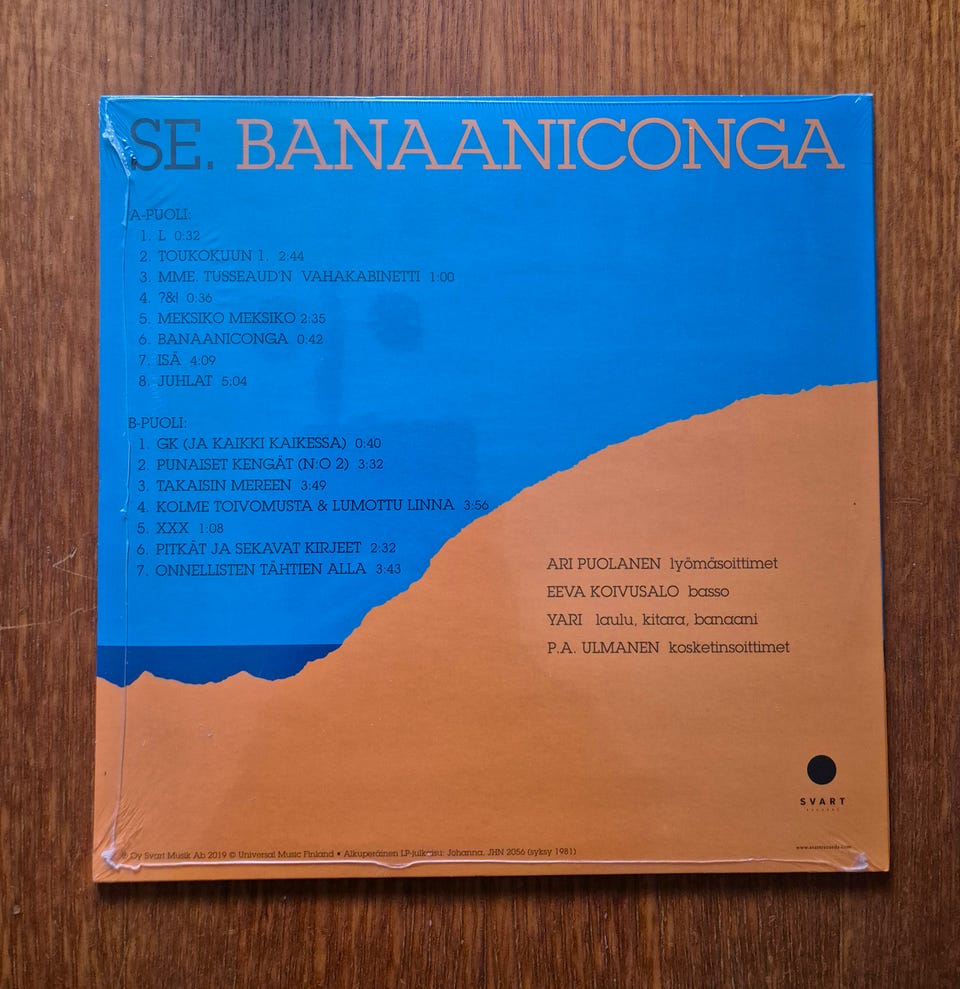 SE. BANAANICONGA
A-PUOLI:
1. L 0:32
2. TOUKOKUUN 1. 2:44
3. MME. TUSSEAUD'N VAHAKABINETTI 1:00
4. ?&! 0:36
5. MEKSIKO MEKSIKO 2:35
6. BANAANICONGA 0:42
7. ISÄ 4:09
8. JUHLAT 5:04
B-PUOLI:
1. GK (JA KAIKKI KAIKESSA) 0:40
2. PUNAISET KENGÄT (N:O 2) 3:32
3. TAKAISIN MEREEN 3:49
4. KOLME TOIVOMUSTA & LUMOTTU LINNA 3:56
5. XXX 1:08
6. PITKÄT JA SEKAVAT KIRJEET 2:32
7. ONNELLISTEN TÄHTIEN ALLA 3:43
ARI PUOLANEN lyömäsoittimet
EEVA KOIVUSALO basso
YARI laulu, kitara, banaani
P.A. ULMANEN kosketinsoittimet
SVART
RECORDS
℗ Oy Svart Musik Ab 2019 © Universal Music Finland • Alkuperäinen LP-julkaisu: Johanna, JHN 2056 (syksy 1981)
www.svartrecords.com